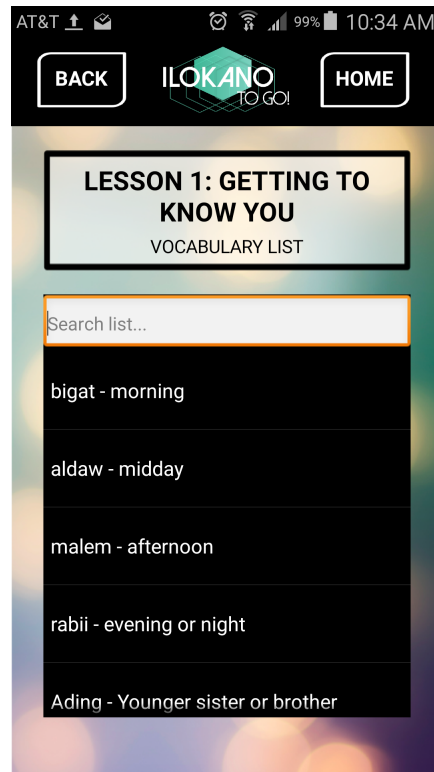 AT&T 99% 10:34 AM
BACK
ILOKANO
TO GO!
HOME
LESSON 1: GETTING TO
KNOW YOU
VOCABULARY LIST
Search list...
bigat - morning
aldaw - midday
malem - afternoon
rabii - evening or night
Ading - Younger sister or brother